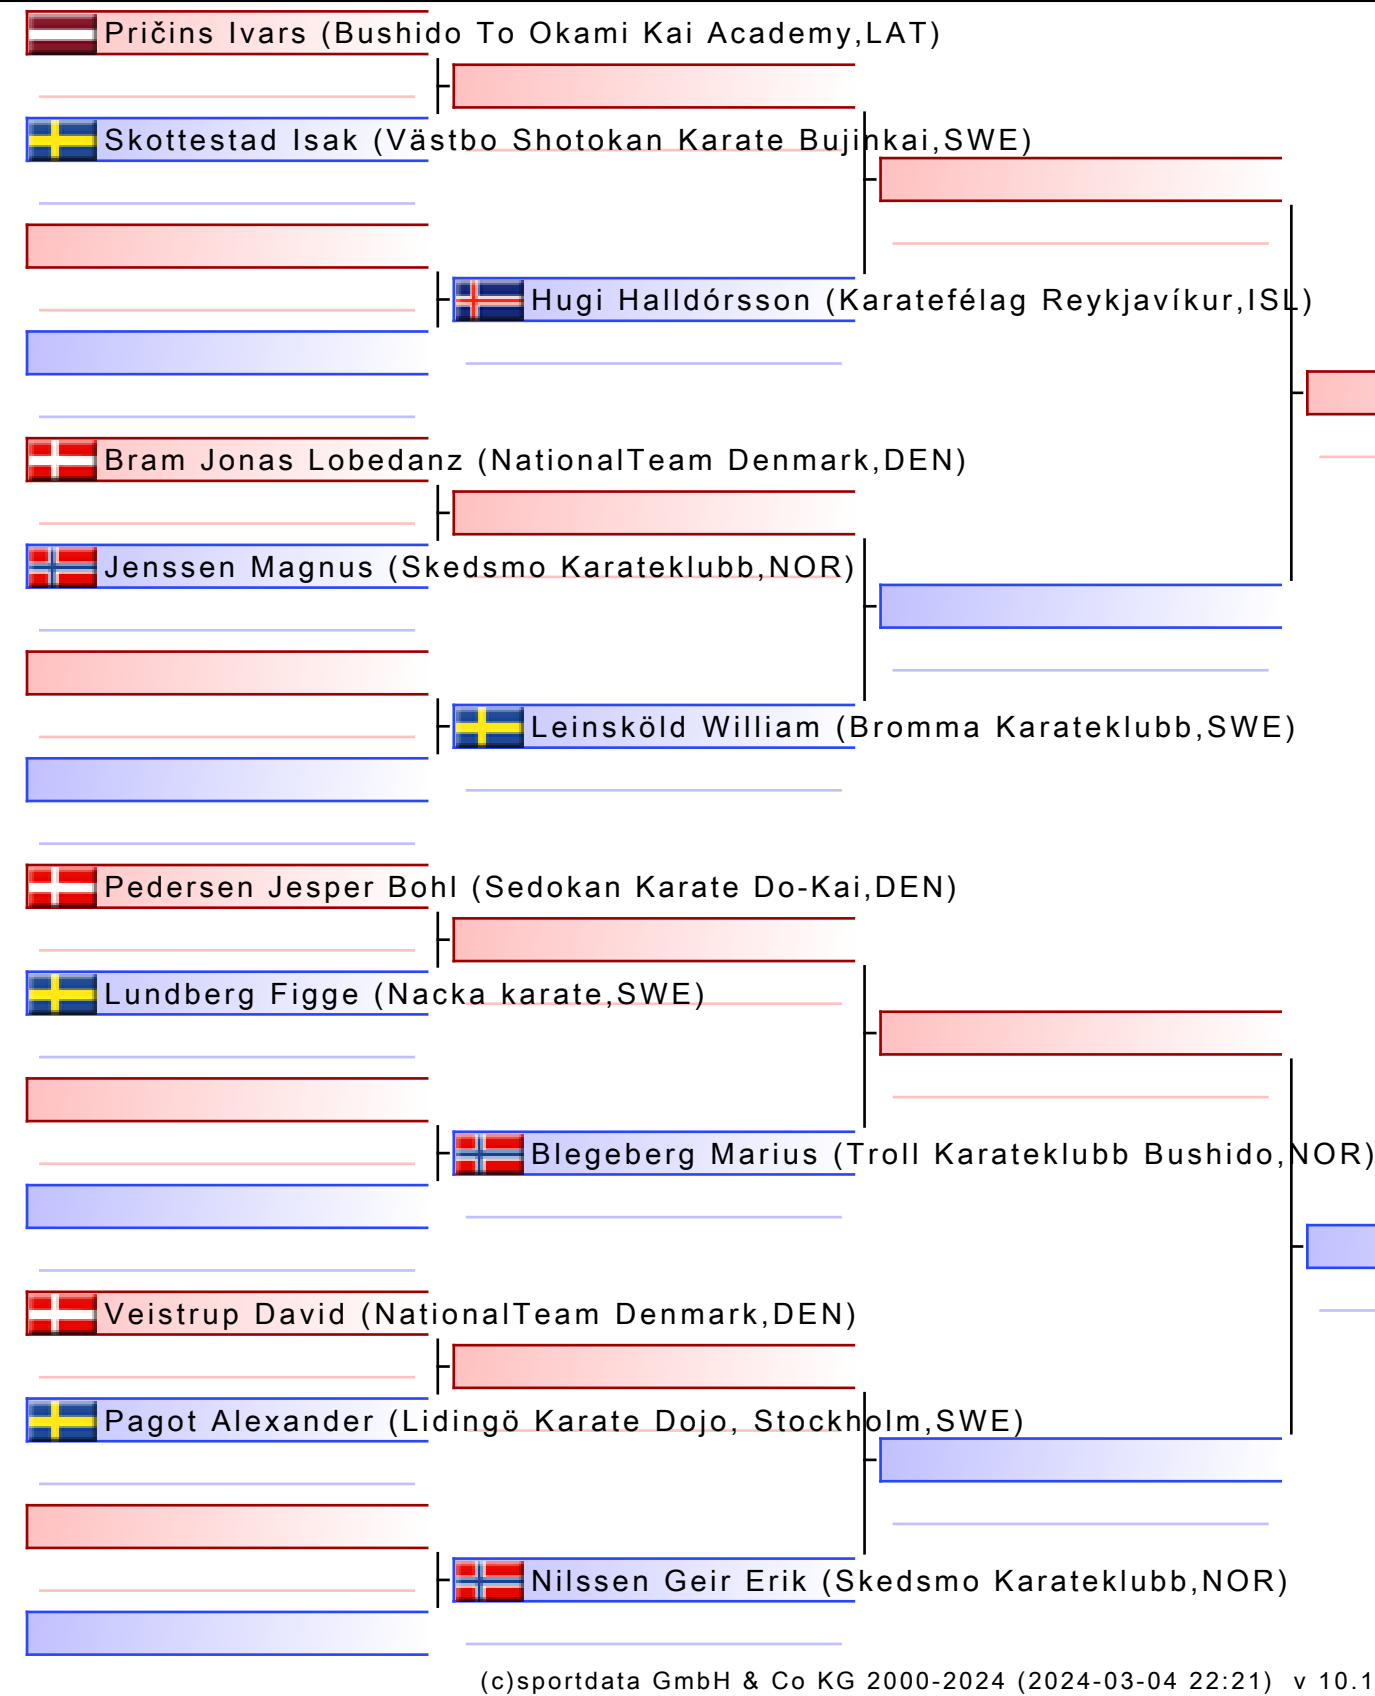 Pričins Ivars (Bushido To Okami Kai Academy,LAT)
Skottestad Isak (Västbo Shotokan Karate Bujinkai,SWE)
Hugi Halldórsson (Karatefélag Reykjavíkur,ISL)
Bram Jonas Lobedanz (NationalTeam Denmark,DEN)
Jenssen Magnus (Skedsmo Karateklubb,NOR)
Leinsköld William (Bromma Karateklubb,SWE)
Pedersen Jesper Bohl (Sedokan Karate Do-Kai,DEN)
Lundberg Figge (Nacka karate,SWE)
Blegeberg Marius (Troll Karateklubb Bushido,NOR)
Veistrup David (NationalTeam Denmark,DEN)
Pagot Alexander (Lidingö Karate Dojo, Stockholm,SWE)
Nilssen Geir Erik (Skedsmo Karateklubb,NOR)
(c)sportdata GmbH & Co KG 2000-2024 (2024-03-04 22:21) v 10.1